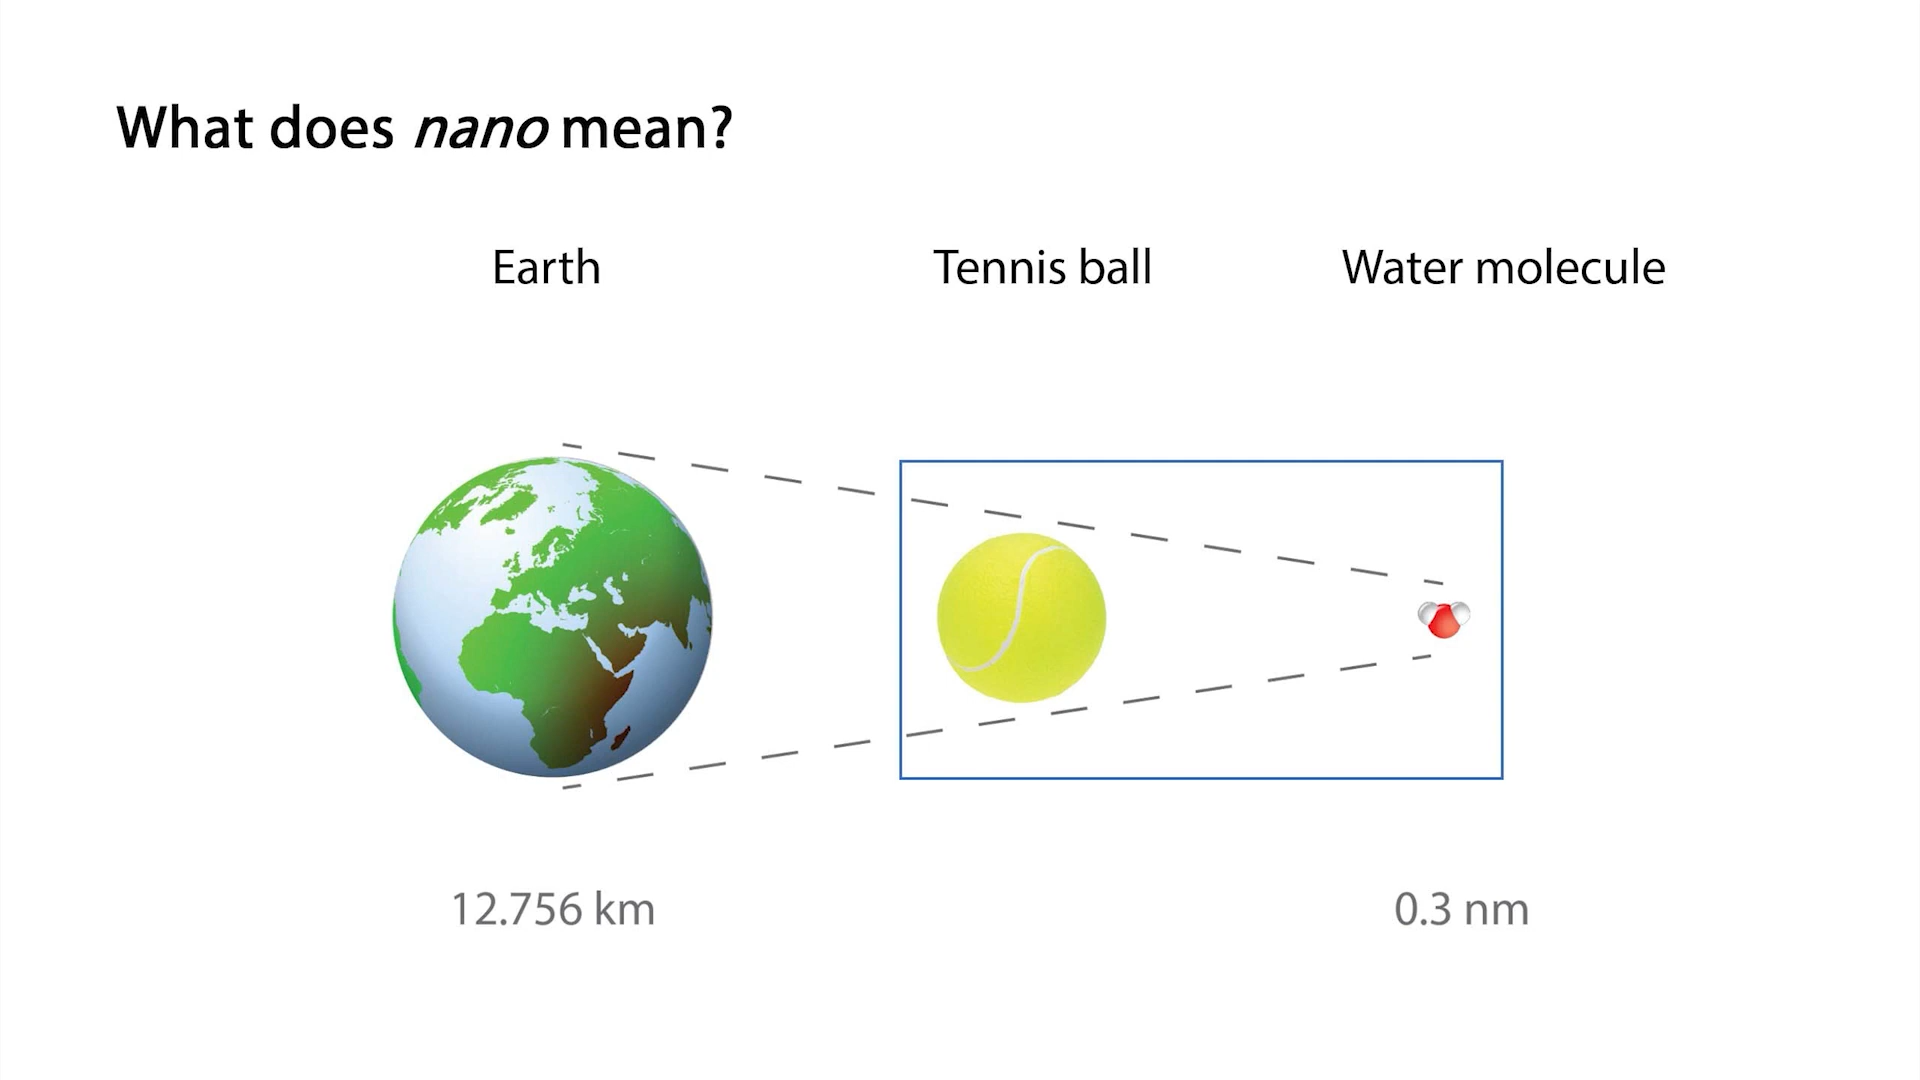 What does nano mean?
Earth
Tennis ball
Water molecule
12.756 km
0.3 nm